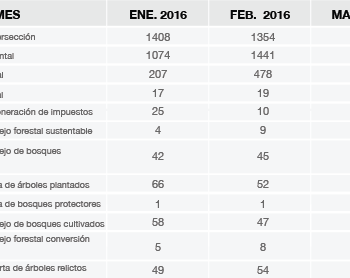 MES ENE. 2016 FEB. 2016 MA
ersección 1408 1354
ental 1074 1441
al 207 478
al 17 19
neración de impuestos 25 10
ejo forestal sustentable 4 9
ejo de bosques 42 45
a de árboles plantados 66 52
a de bosques protectores 1 1
ejo de bosques cultivados 58 47
ejo forestal conversión 5 8
rta de árboles relictos 49 54